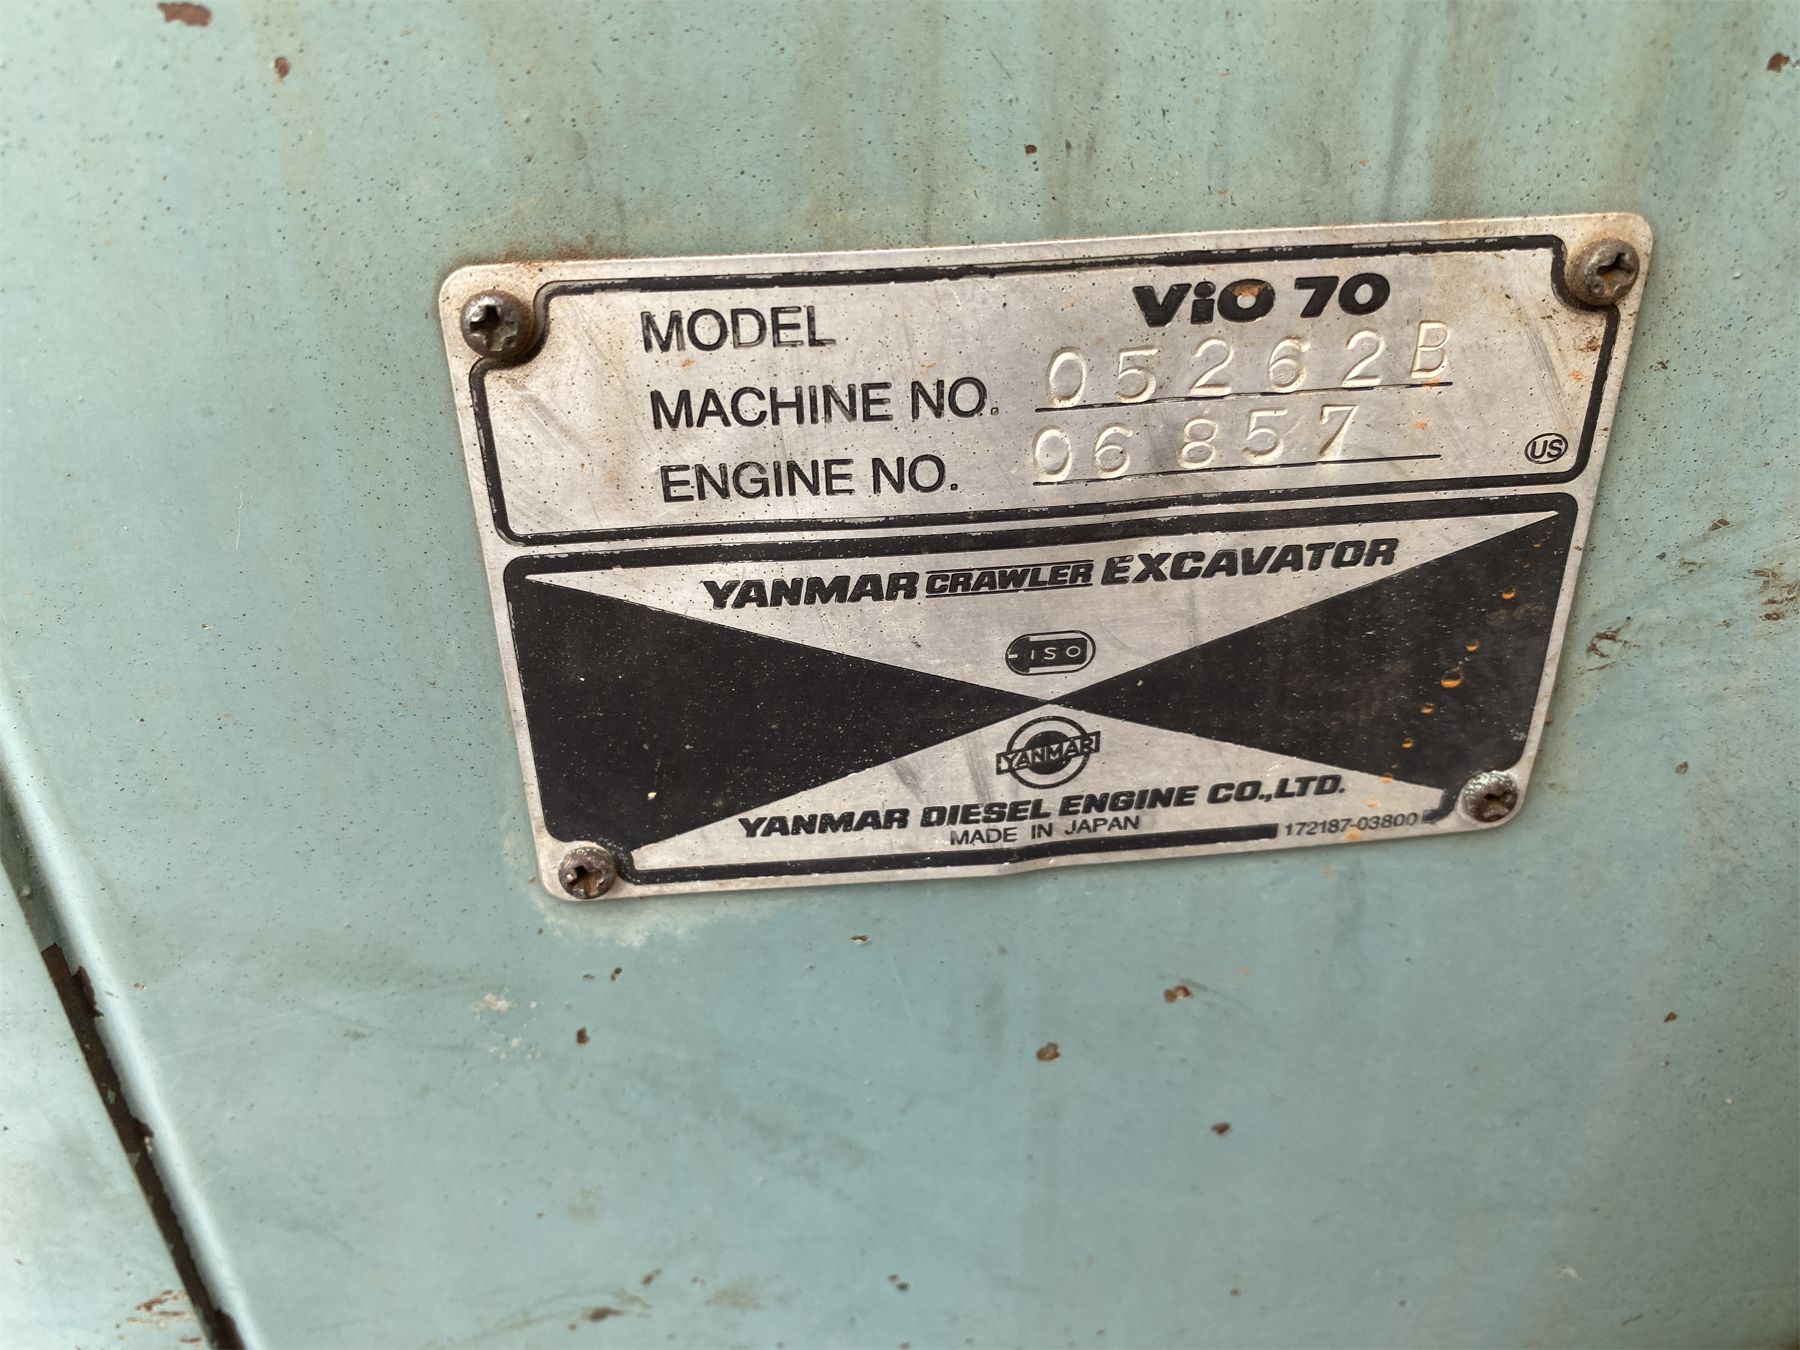 MODEL ViO 70
MACHINE NO. 05262B
ENGINE NO. 06857
US
YANMAR CRAWLER EXCAVATOR
ISO
YANMAR
YANMAR DIESEL ENGINE CO.,LTD.
MADE IN JAPAN
172187-03800